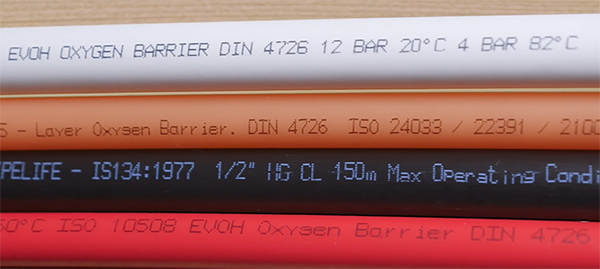 EVOH OXYGEN BARRIER DIN 4726 12 BAR 20°C 4 BAR 82°C
5 - Layer Oxygen Barrier. DIN 4726 ISO 24033 / 22391 / 2100
PELIFE - IS134:1977 1/2" HG CL 150m Max Operating Condi
60°C ISO 10508 EVOH Oxygen Barrier DIN 4726